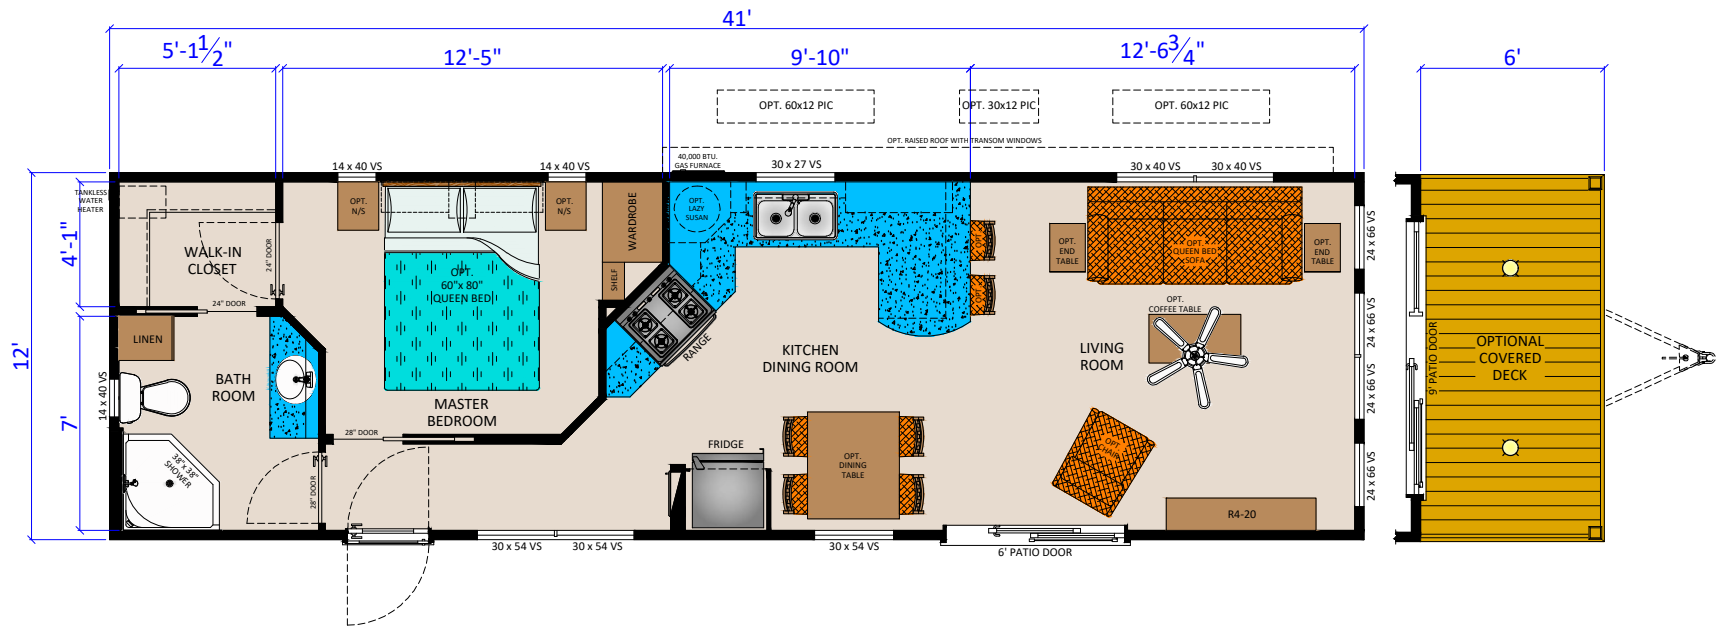 41'
5'-1 1/2"
12'-5"
9'-10"
12'-6 3/4"
6'
OPT. 60x12 PIC
OPT. 30x12 PIC
OPT. 60x12 PIC
OPT. RAISED ROOF WITH TRANSOM WINDOWS
40,000 BTU.
GAS FURNACE
14 x 40 VS
14 x 40 VS
30 x 27 VS
30 x 40 VS
30 x 40 VS
TANKLESS
WATER
HEATER
4'-1"
12'
7'
WALK-IN
CLOSET
24" DOOR
24" DOOR
OPT.
N/S
OPT.
N/S
WARDROBE
SHELF
OPT.
60"x 80"
QUEEN BED
OPT.
LAZY
SUSAN
OPT.
OPT.
OPT.
END
TABLE
OPT.
QUEEN BED
SOFA
OPT.
END
TABLE
24 x 66 VS
24 x 66 VS
24 x 66 VS
24 x 66 VS
OPT.
COFFEE TABLE
LINEN
BATH
ROOM
14 x 40 VS
38"x 38"
SHOWER
28" DOOR
28" DOOR
MASTER
BEDROOM
RANGE
KITCHEN
DINING ROOM
LIVING
ROOM
FRIDGE
OPT.
DINING
TABLE
OPT.
CHAIR
R4-20
30 x 54 VS
30 x 54 VS
30 x 54 VS
6' PATIO DOOR
9' PATIO DOOR
OPTIONAL
COVERED
DECK